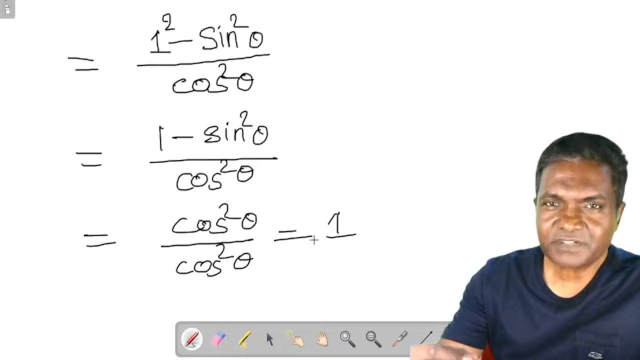 = (1² − Sin²θ) / cos²θ
= (1 − sin²θ) / cos²θ
= cos²θ / cos²θ = 1